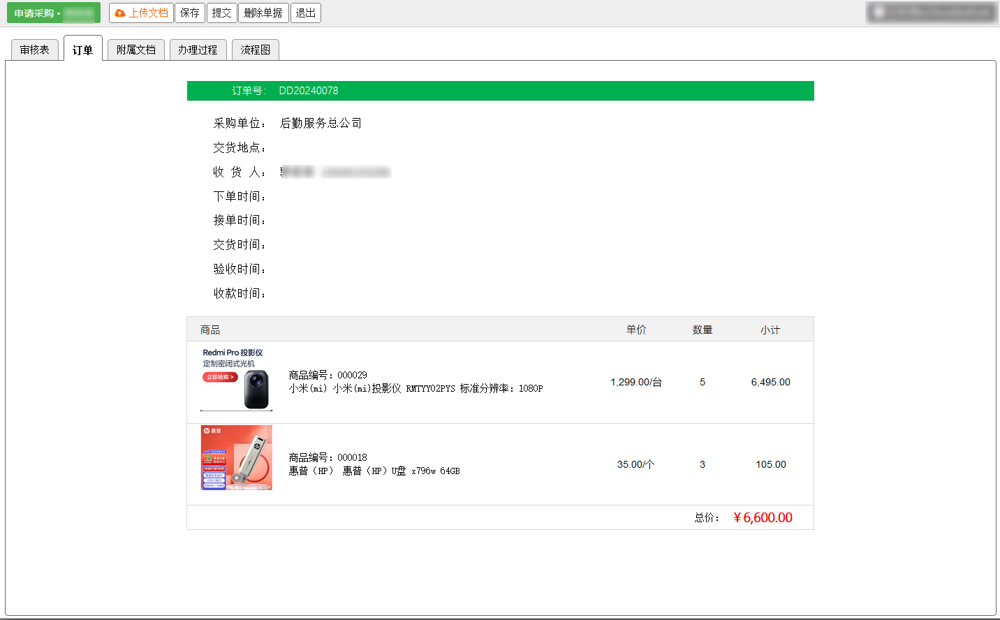 申请采购 •
上传文档 保存 提交 删除单据 退出
审核表 订单 附属文档 办理过程 流程图
订单号： DD20240078
采购单位： 后勤服务总公司
交货地点：
收 货 人：
下单时间：
接单时间：
交货时间：
验收时间：
收款时间：
商品 单价 数量 小计
Redmi Pro 投影仪
定制密闭式光机
立即抢购 >
商品编号：000029
小米(mi) 小米(mi)投影仪 RMTYY02PYS 标准分辨率：1080P
1,299.00/台 5 6,495.00
hp 惠普
商品编号：000018
惠普（HP） 惠普（HP）U盘 x796w 64GB
35.00/个 3 105.00
总价： ¥6,600.00